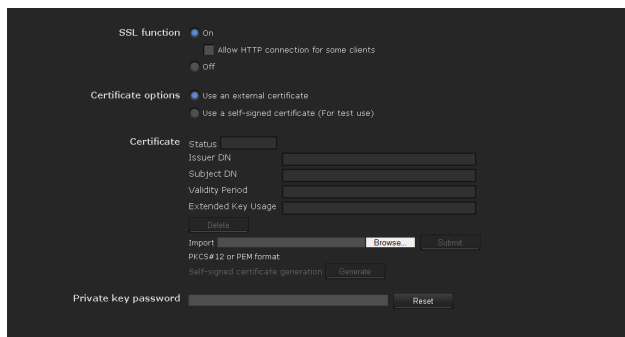 SSL function On
Allow HTTP connection for some clients
Off
Certificate options Use an external certificate
Use a self-signed certificate (For test use)
Certificate Status
Issuer DN
Subject DN
Validity Period
Extended Key Usage
Delete
Import Browse... Submit
PKCS#12 or PEM format
Self-signed certificate generation Generate
Private key password Reset